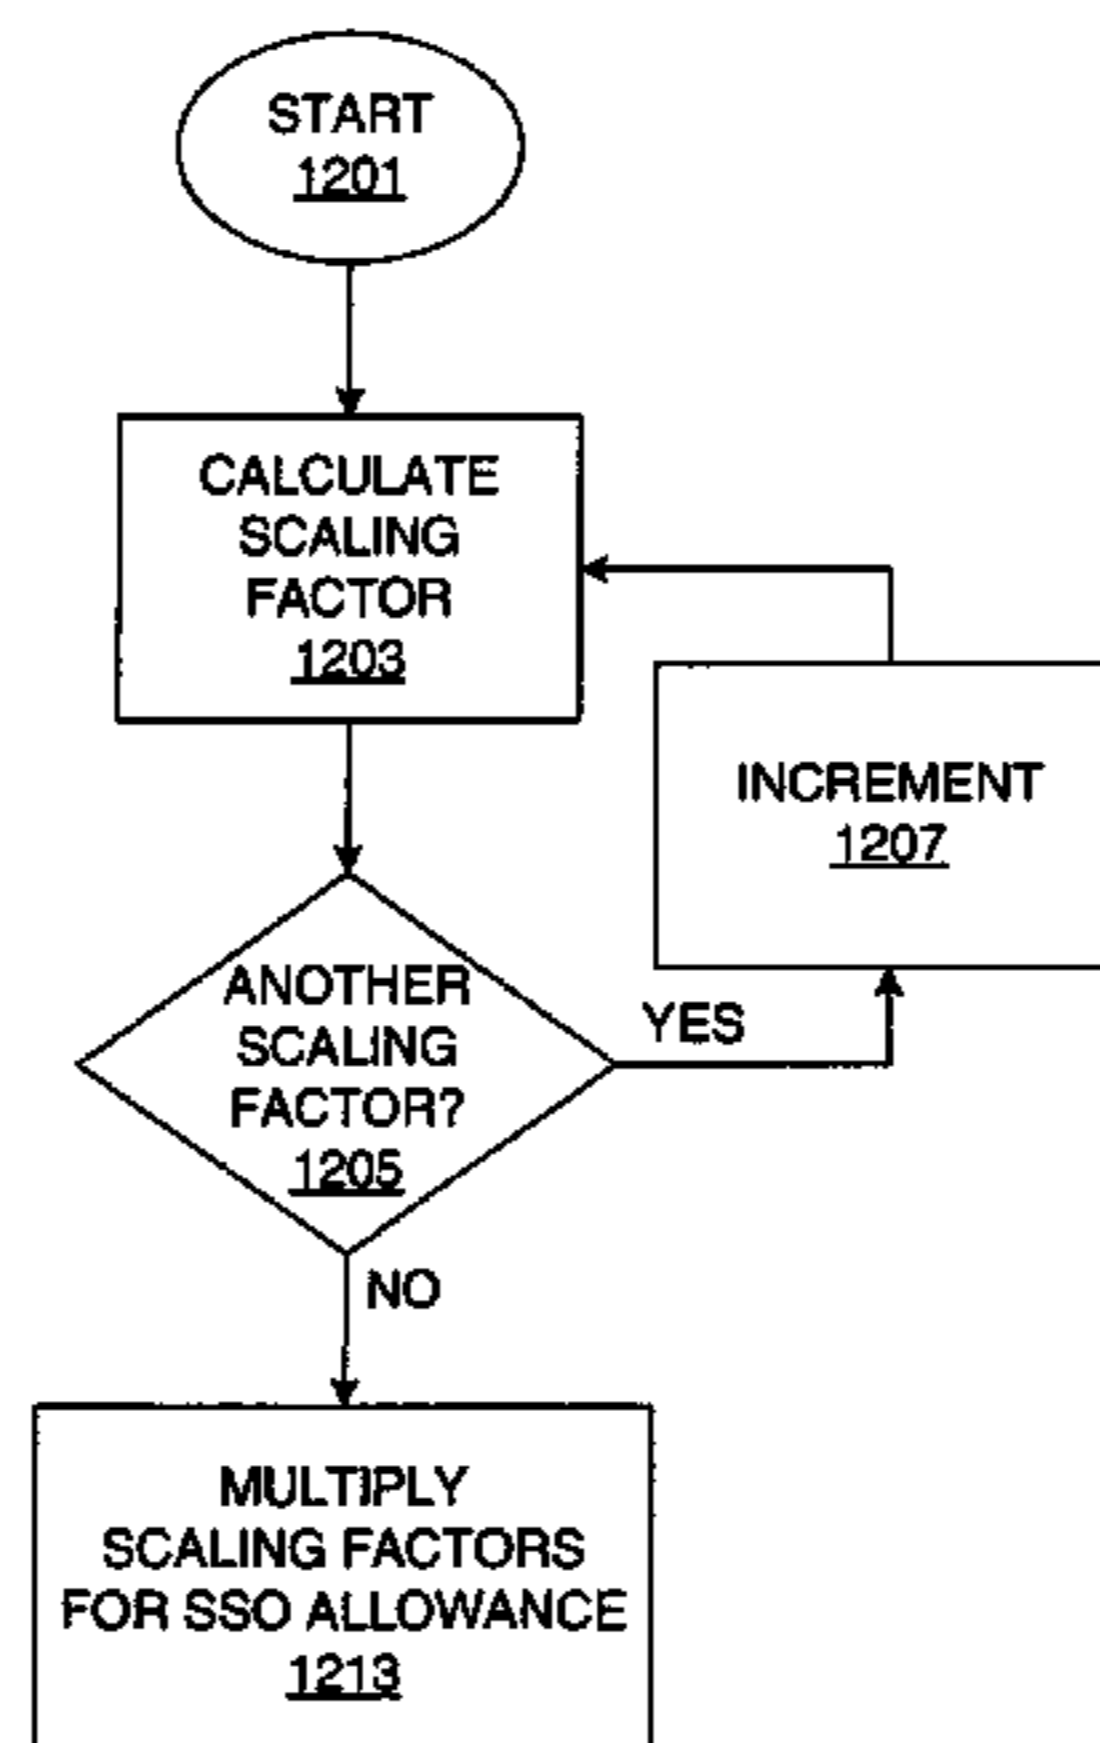 START
1201
CALCULATE
SCALING
FACTOR
1203
INCREMENT
1207
ANOTHER
SCALING
FACTOR?
1205
YES
NO
MULTIPLY
SCALING FACTORS
FOR SSO ALLOWANCE
1213